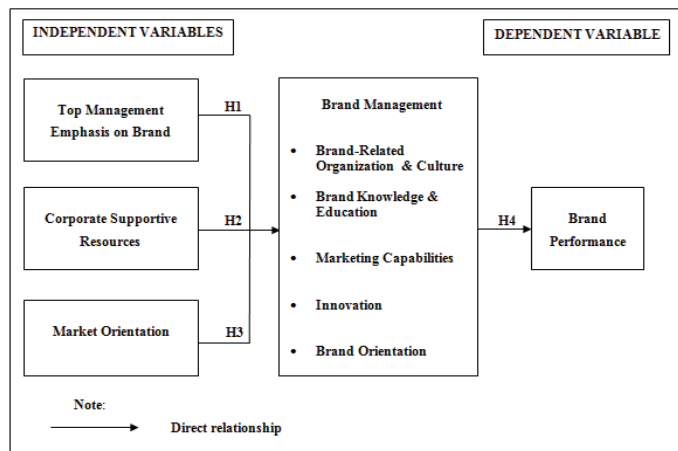 INDEPENDENT VARIABLES
DEPENDENT VARIABLE
Top Management
Emphasis on Brand
H1
Corporate Supportive
Resources
H2
Market Orientation
H3
Brand Management
• Brand-Related
Organization & Culture
• Brand Knowledge &
Education
• Marketing Capabilities
• Innovation
• Brand Orientation
H4
Brand
Performance
Note:
Direct relationship